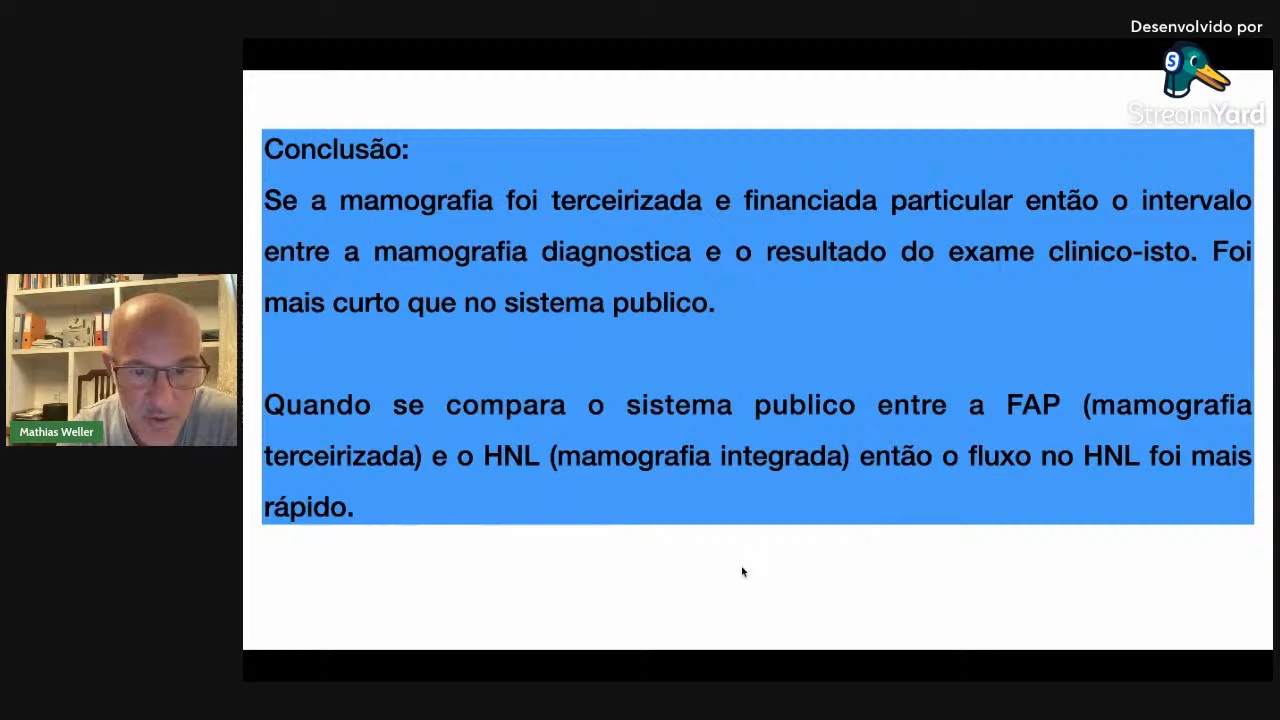 Desenvolvido por
StreamYard
Conclusão:
Se a mamografia foi terceirizada e financiada particular então o intervalo
entre a mamografia diagnostica e o resultado do exame clinico-isto. Foi
mais curto que no sistema publico.
Quando se compara o sistema publico entre a FAP (mamografia
terceirizada) e o HNL (mamografia integrada) então o fluxo no HNL foi mais
rápido.
Mathias Weller